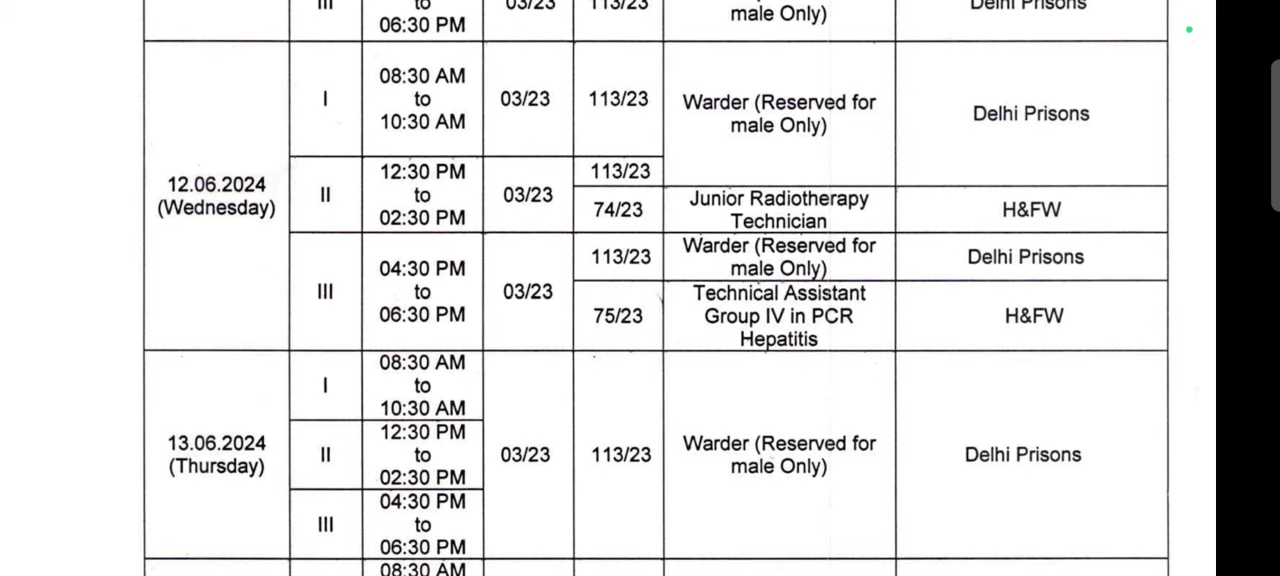 III
to
06:30 PM
03/23
113/23
male Only)
Delhi Prisons
12.06.2024
(Wednesday)
I
08:30 AM
to
10:30 AM
03/23
113/23
Warder (Reserved for
male Only)
Delhi Prisons
II
12:30 PM
to
02:30 PM
03/23
113/23
74/23
Junior Radiotherapy
Technician
H&FW
III
04:30 PM
to
06:30 PM
03/23
113/23
Warder (Reserved for
male Only)
Delhi Prisons
75/23
Technical Assistant
Group IV in PCR
Hepatitis
H&FW
13.06.2024
(Thursday)
I
08:30 AM
to
10:30 AM
II
12:30 PM
to
02:30 PM
III
04:30 PM
to
06:30 PM
03/23
113/23
Warder (Reserved for
male Only)
Delhi Prisons
08:30 AM